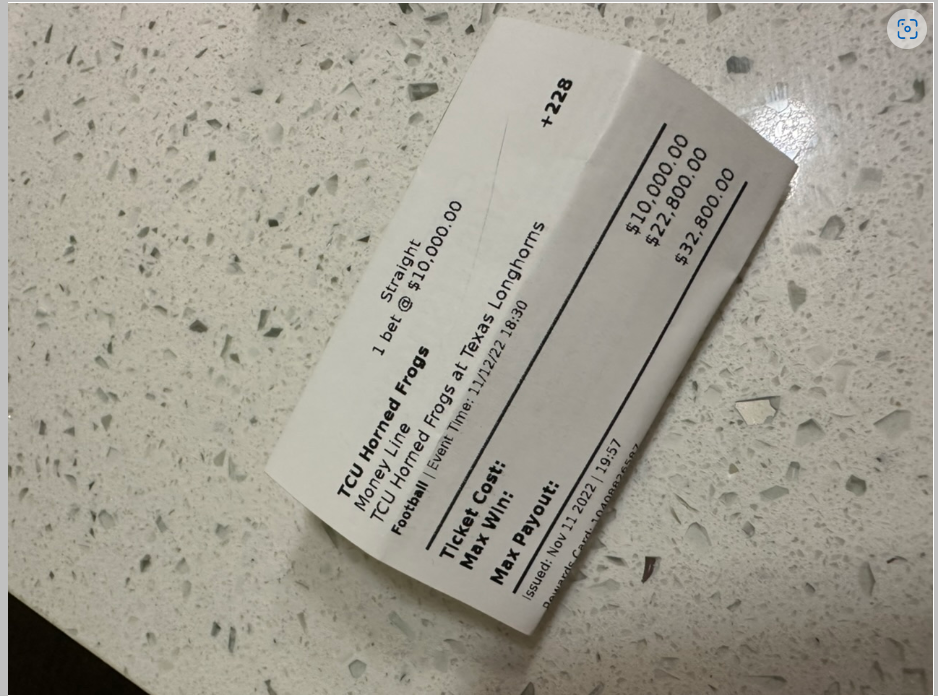 Straight
1 bet @ $10,000.00
TCU Horned Frogs +228
Money Line
TCU Horned Frogs at Texas Longhorns
Football | Event Time: 11/12/22 18:30
Ticket Cost: $10,000.00
Max Win: $22,800.00
Max Payout: $32,800.00
Issued: Nov 11 2022 | 19:57
Rewards Card: